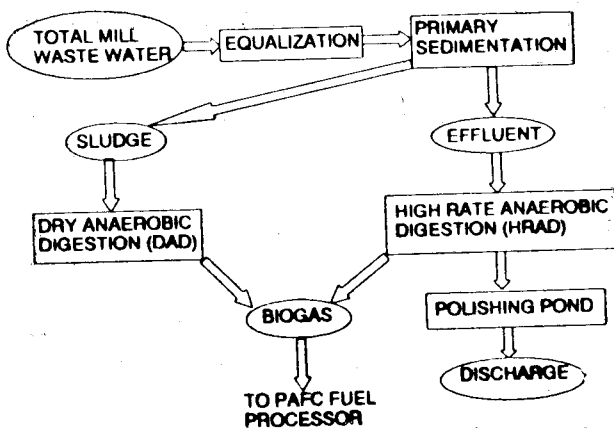 TOTAL MILL
WASTE WATER
EQUALIZATION
PRIMARY
SEDIMENTATION
SLUDGE
EFFLUENT
DRY ANAEROBIC
DIGESTION (DAD)
HIGH RATE ANAEROBIC
DIGESTION (HRAD)
BIOGAS
POLISHING POND
TO PAFC FUEL
PROCESSOR
DISCHARGE